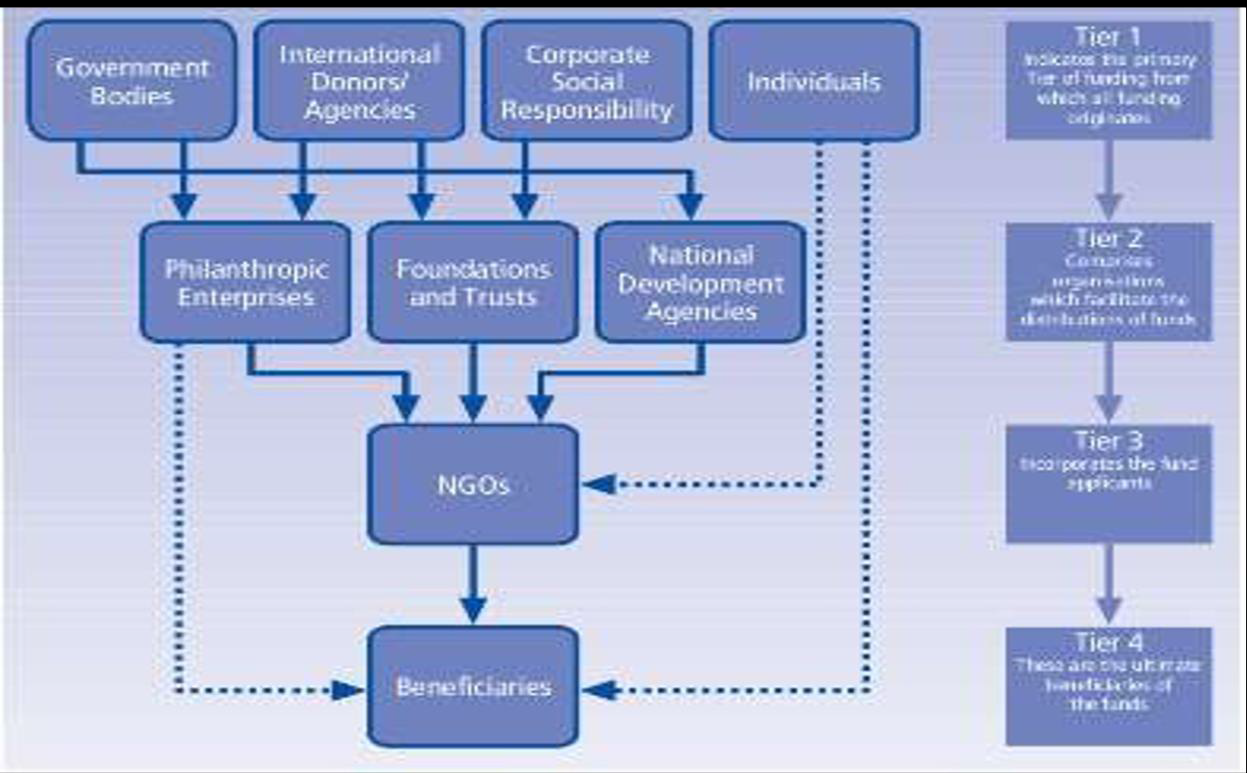 Government
Bodies
International
Donors/
Agencies
Corporate
Social
Responsibility
Individuals
Tier 1
Indicates the primary
Tier of funding from
which all funding
originates
Philanthropic
Enterprises
Foundations
and Trusts
National
Development
Agencies
Tier 2
Comprises
organisations
which facilitate the
distributions of funds
NGOs
Tier 3
Incorporates the fund
applicants
Beneficiaries
Tier 4
These are the ultimate
beneficiaries of
the funds